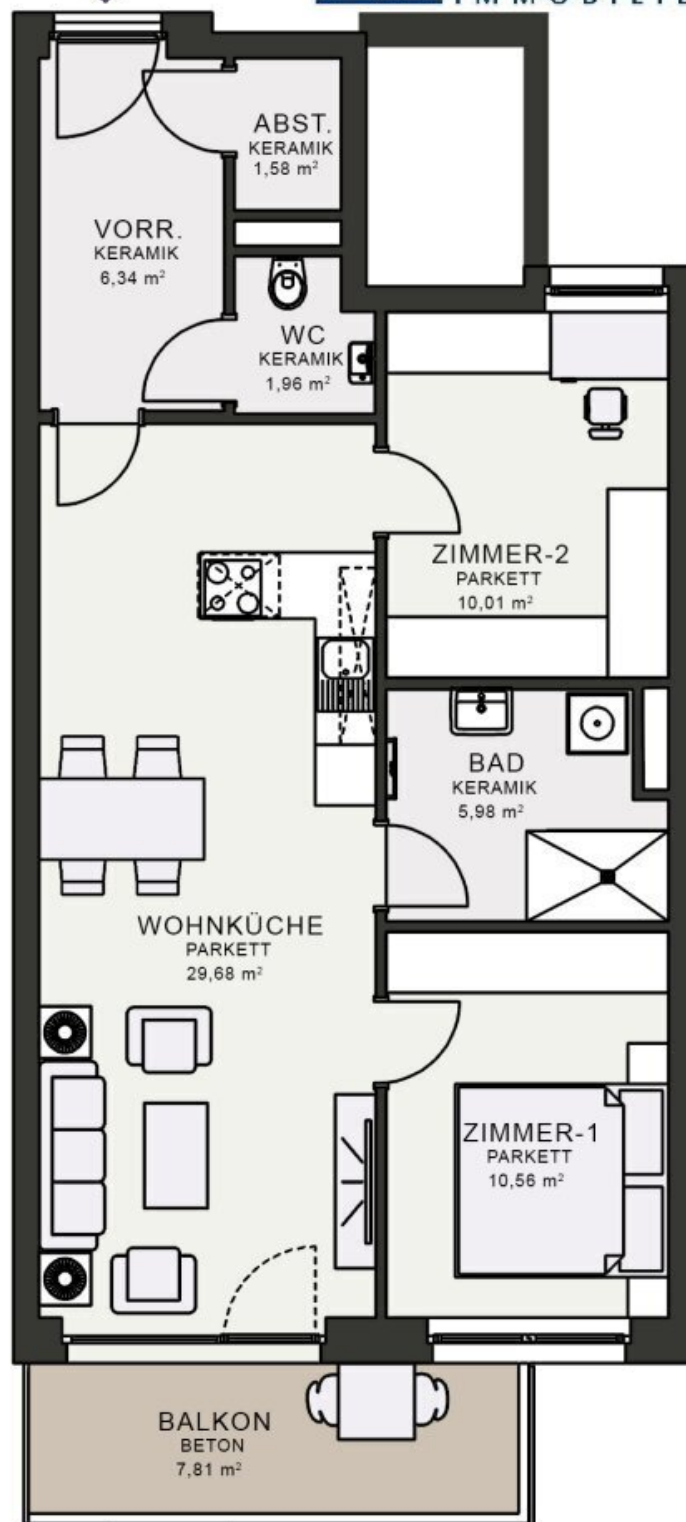 ABST.
KERAMIK
1,58 m²
VORR.
KERAMIK
6,34 m²
WC
KERAMIK
1,96 m²
ZIMMER-2
PARKETT
10,01 m²
BAD
KERAMIK
5,98 m²
WOHNKÜCHE
PARKETT
29,68 m²
ZIMMER-1
PARKETT
10,56 m²
BALKON
BETON
7,81 m²